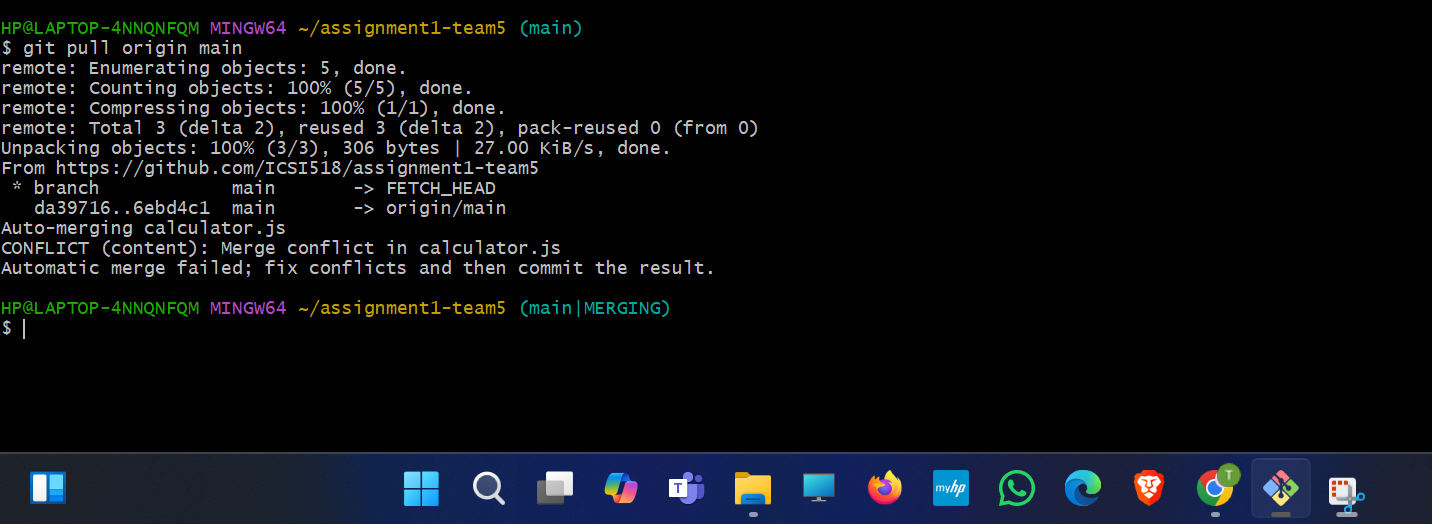 HP@LAPTOP-4NNQNFQM MINGW64 ~/assignment1-team5 (main)
$ git pull origin main
remote: Enumerating objects: 5, done.
remote: Counting objects: 100% (5/5), done.
remote: Compressing objects: 100% (1/1), done.
remote: Total 3 (delta 2), reused 3 (delta 2), pack-reused 0 (from 0)
Unpacking objects: 100% (3/3), 306 bytes | 27.00 KiB/s, done.
From https://github.com/ICSI518/assignment1-team5
 * branch            main       -> FETCH_HEAD
   da39716..6ebd4c1  main       -> origin/main
Auto-merging calculator.js
CONFLICT (content): Merge conflict in calculator.js
Automatic merge failed; fix conflicts and then commit the result.
HP@LAPTOP-4NNQNFQM MINGW64 ~/assignment1-team5 (main|MERGING)
$
T myhp T